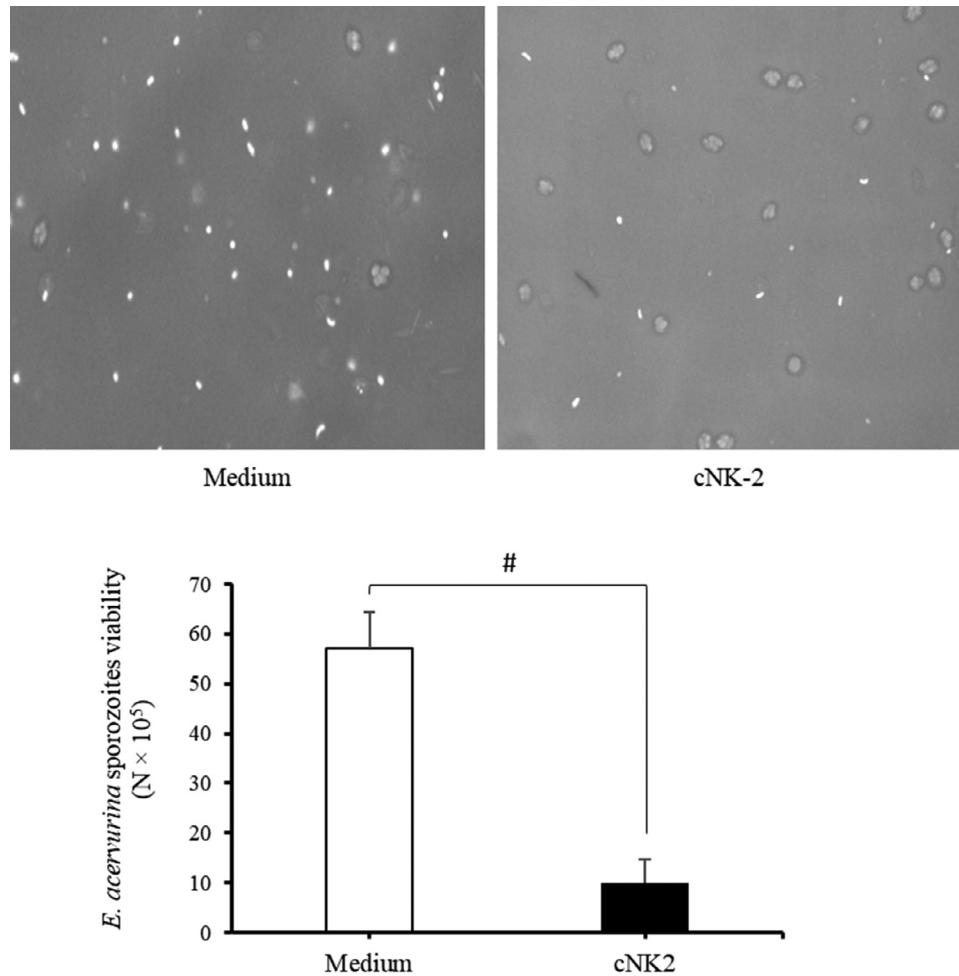 Medium
cNK-2
#
E. acervurina sporozoites viability
(N × 10⁵)
70
60
50
40
30
20
10
0
Medium
cNK2